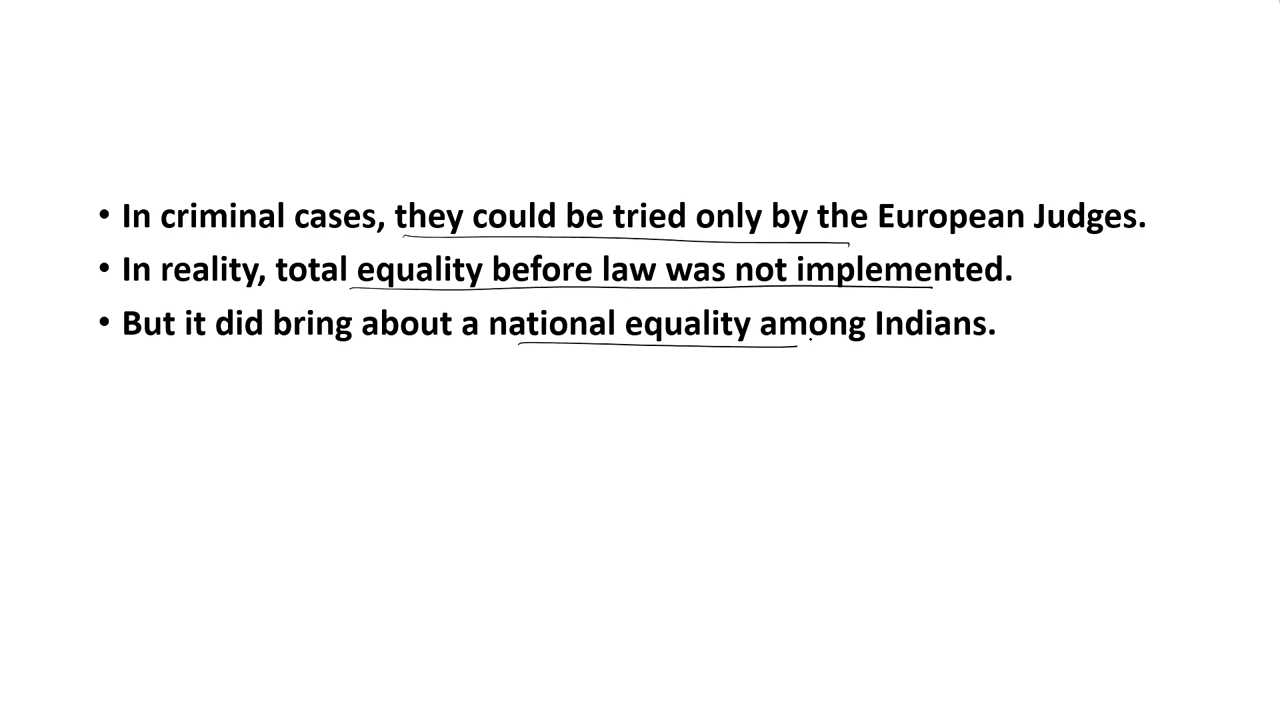 • In criminal cases, they could be tried only by the European Judges.
• In reality, total equality before law was not implemented.
• But it did bring about a national equality among Indians.